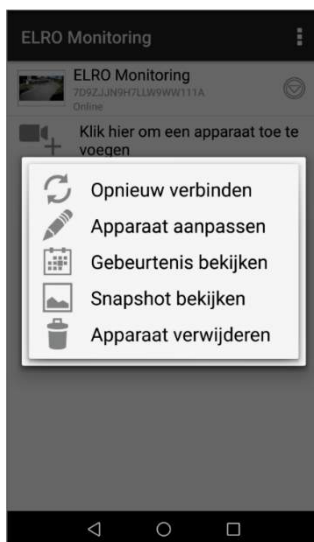 ELRO Monitoring
ELRO Monitoring
7D9ZJJN9H7LLW9WW111A
Online
Klik hier om een apparaat toe te
voegen
Opnieuw verbinden
Apparaat aanpassen
Gebeurtenis bekijken
Snapshot bekijken
Apparaat verwijderen